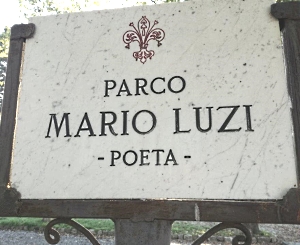 PARCO
MARIO LUZI
- POETA -